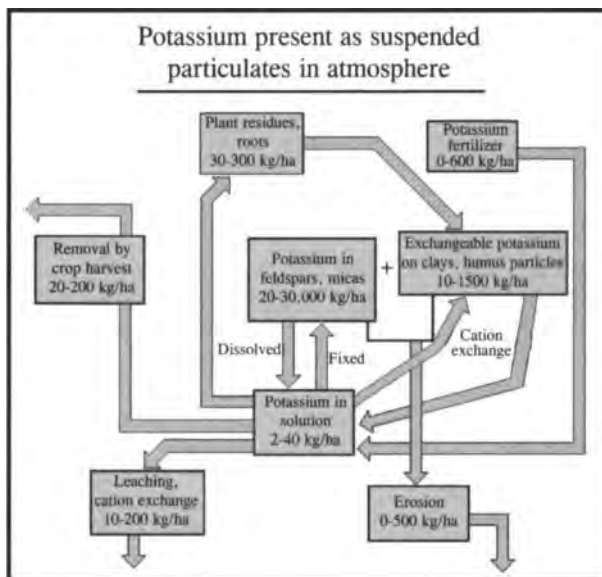 Potassium present as suspended
particulates in atmosphere
Plant residues,
roots
30-300 kg/ha
Potassium
fertilizer
0-600 kg/ha
Removal by
crop harvest
20-200 kg/ha
Potassium in
feldspars, micas
20-30,000 kg/ha
+
Exchangeable potassium
on clays, humus particles
10-1500 kg/ha
Dissolved
Fixed
Cation
exchange
Potassium in
solution
2-40 kg/ha
Leaching,
cation exchange
10-200 kg/ha
Erosion
0-500 kg/ha